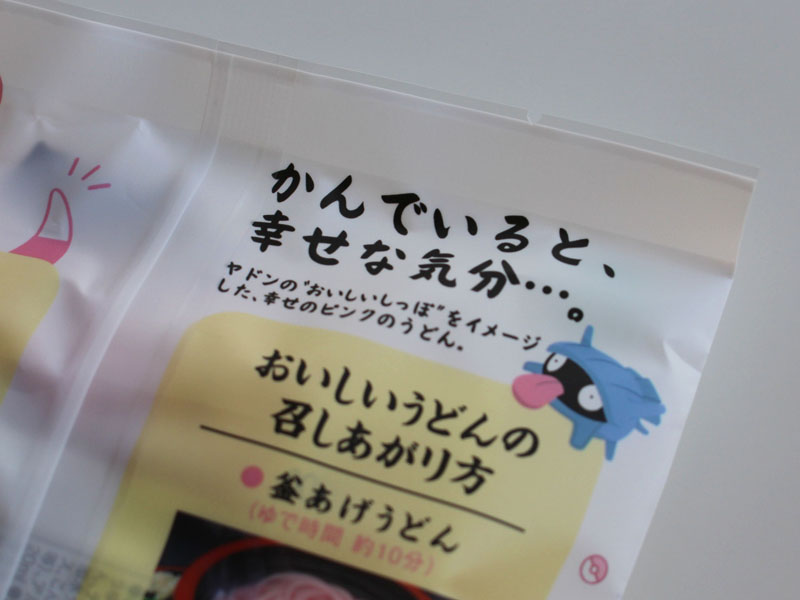 かんでいると、
幸せな気分…。
ヤドンの“おいしいしっぽ”をイメージ
した、幸せのピンクのうどん。
おいしいうどんの
召しあがり方
釜あげうどん
(ゆで時間 約10分)